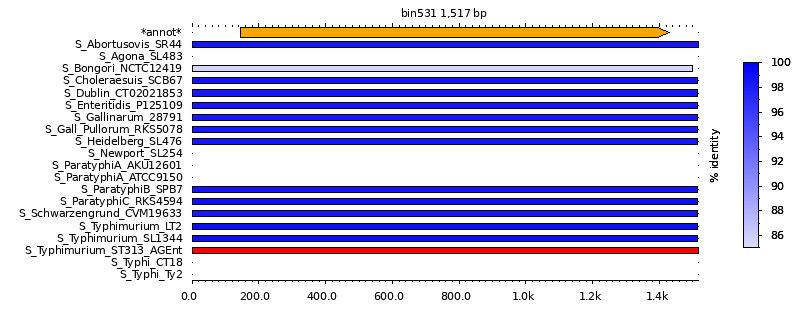 bin531 1,517 bp
*annot*
S_Abortusovis_SR44
S_Agona_SL483
S_Bongori_NCTC12419
S_Choleraesuis_SCB67
S_Dublin_CT02021853
S_Enteritidis_P125109
S_Gallinarum_28791
S_Gall_Pullorum_RKS5078
S_Heidelberg_SL476
S_Newport_SL254
S_ParatyphiA_AKU12601
S_ParatyphiA_ATCC9150
S_ParatyphiB_SPB7
S_ParatyphiC_RKS4594
S_Schwarzengrund_CVM19633
S_Typhimurium_LT2
S_Typhimurium_SL1344
S_Typhimurium_ST313_AGEnt
S_Typhi_CT18
S_Typhi_Ty2
0.0 200.0 400.0 600.0 800.0 1.0k 1.2k 1.4k
% identity
100
98
96
94
92
90
88
86